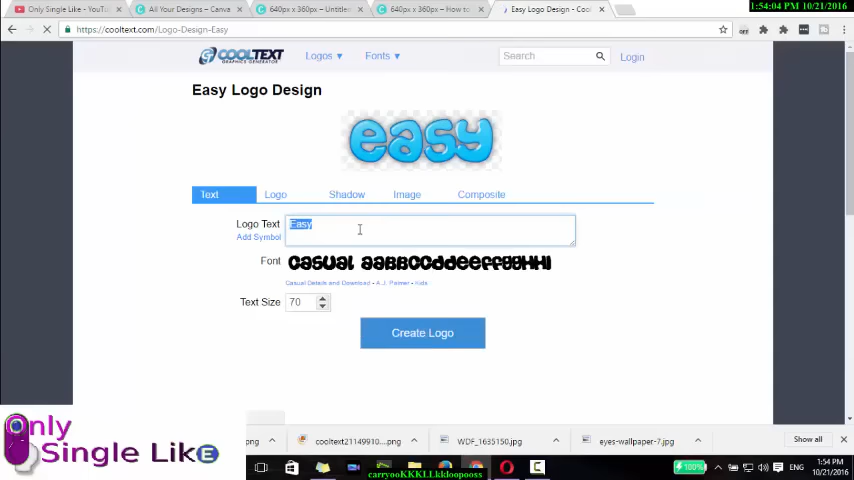 1:54:04 PM 10/21/2016
Only Single Like - YouTu
All Your Designs – Canva
640px x 360px – Untitle
640px x 360px – How to
Easy Logo Design - Cool
https://cooltext.com/Logo-Design-Easy
COOLTEXT
GRAPHICS GENERATOR
Logos ▼
Fonts ▼
Search
Login
Easy Logo Design
easy
Text
Logo
Shadow
Image
Composite
Logo Text
Easy
Add Symbol
Font
Casual aaBBCCddeeffggHHI
Casual Details and Download - A.J. Palmer - kids
Text Size
70
Create Logo
Only
Single LikE
ng
cooltext21149910....png
WDF_1635150.jpg
eyes-wallpaper-7.jpg
Show all
carryooKKKLLkkloopooss
100%
ENG
1:54 PM
10/21/2016